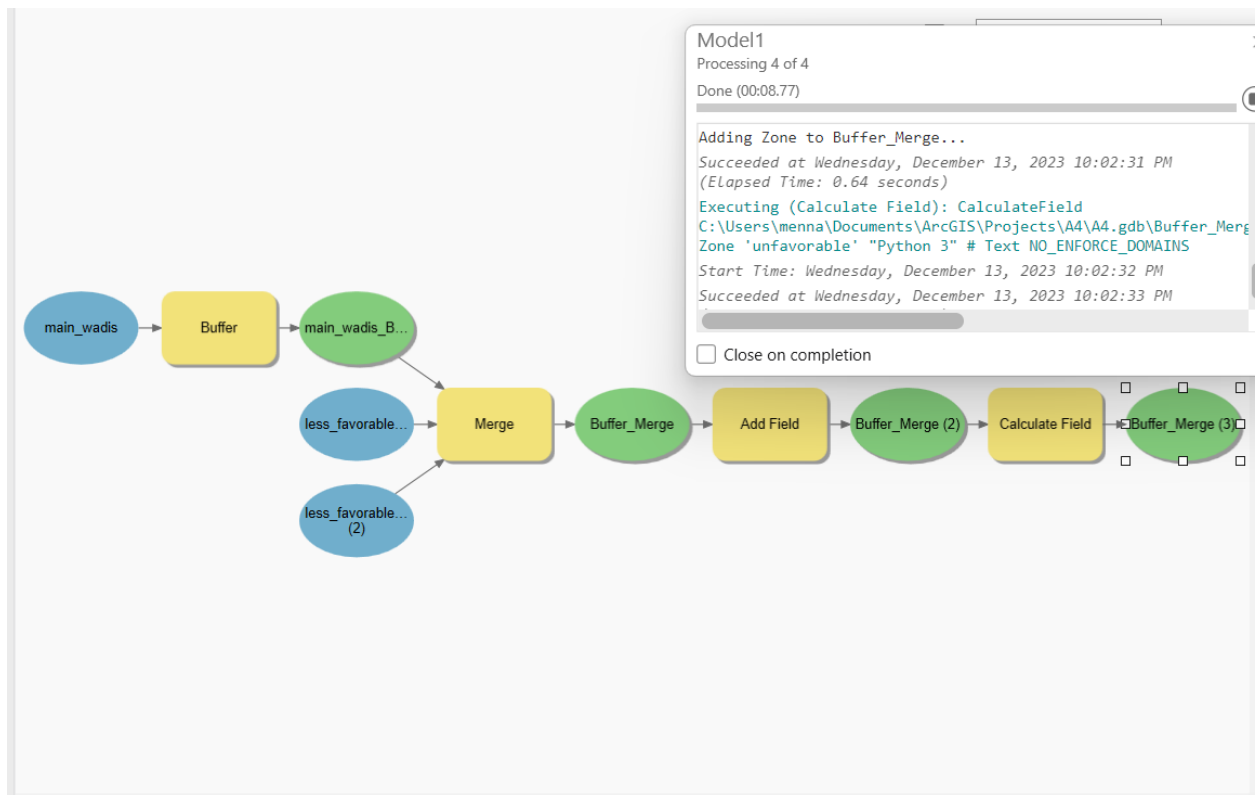 Model1
Processing 4 of 4
Done (00:08.77)
Adding Zone to Buffer_Merge...
Succeeded at Wednesday, December 13, 2023 10:02:31 PM
(Elapsed Time: 0.64 seconds)
Executing (Calculate Field): CalculateField
C:\Users\menna\Documents\ArcGIS\Projects\A4\A4.gdb\Buffer_Merg
Zone 'unfavorable' "Python 3" # Text NO_ENFORCE_DOMAINS
Start Time: Wednesday, December 13, 2023 10:02:32 PM
Succeeded at Wednesday, December 13, 2023 10:02:33 PM
Close on completion
main_wadis
Buffer
main_wadis_B...
less_favorable...
Merge
Buffer_Merge
Add Field
Buffer_Merge (2)
Calculate Field
Buffer_Merge (3)
less_favorable...
(2)